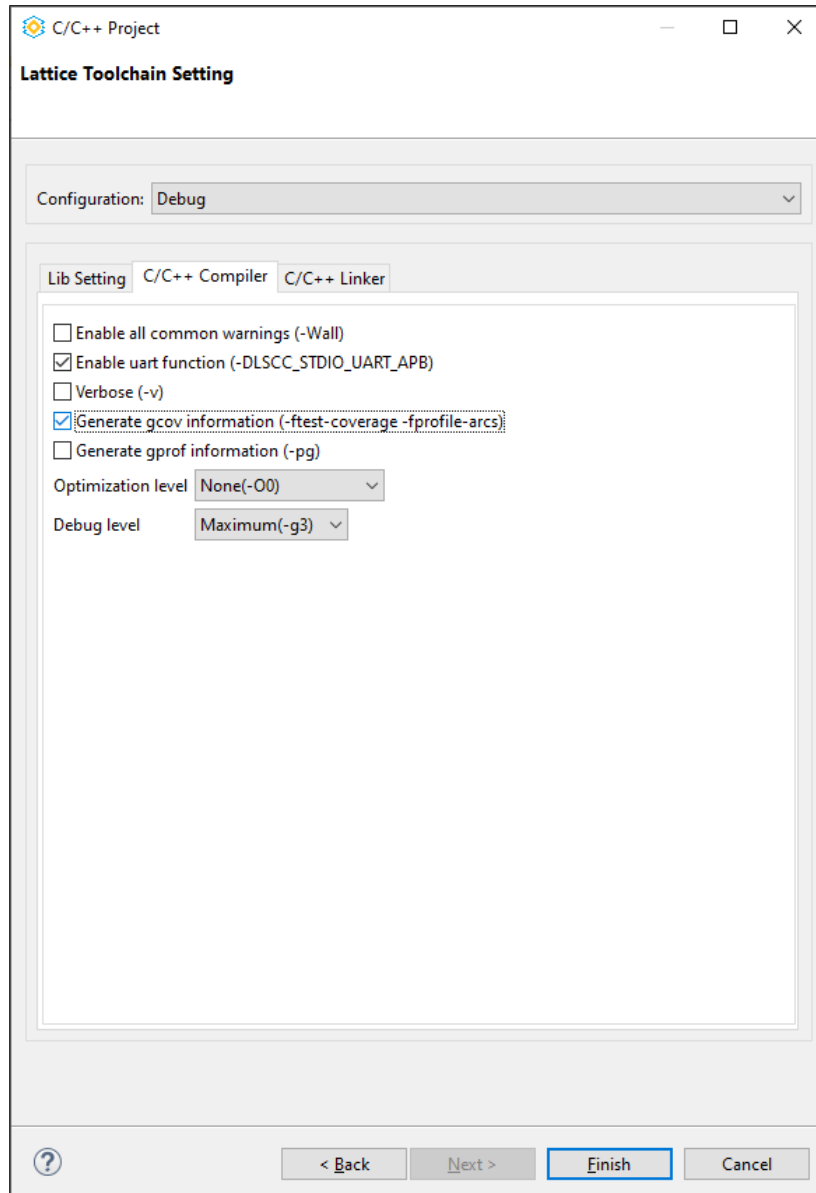 C/C++ Project
Lattice Toolchain Setting
Configuration: Debug
Lib Setting C/C++ Compiler C/C++ Linker
Enable all common warnings (-Wall)
Enable uart function (-DLSCC_STDIO_UART_APB)
Verbose (-v)
Generate gcov information (-ftest-coverage -fprofile-arcs)
Generate gprof information (-pg)
Optimization level None(-O0)
Debug level Maximum(-g3)
? < Back Next > Finish Cancel